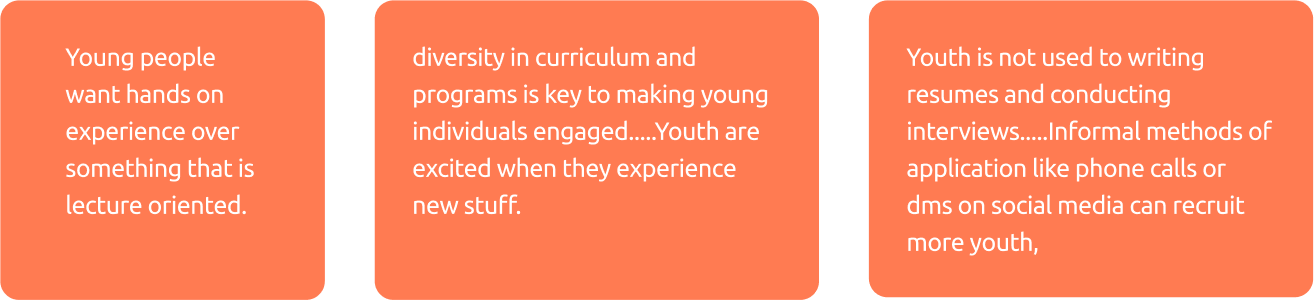 Young people
want hands on
experience over
something that is
lecture oriented.
diversity in curriculum and
programs is key to making young
individuals engaged.....Youth are
excited when they experience
new stuff.
Youth is not used to writing
resumes and conducting
interviews.....Informal methods of
application like phone calls or
dms on social media can recruit
more youth,